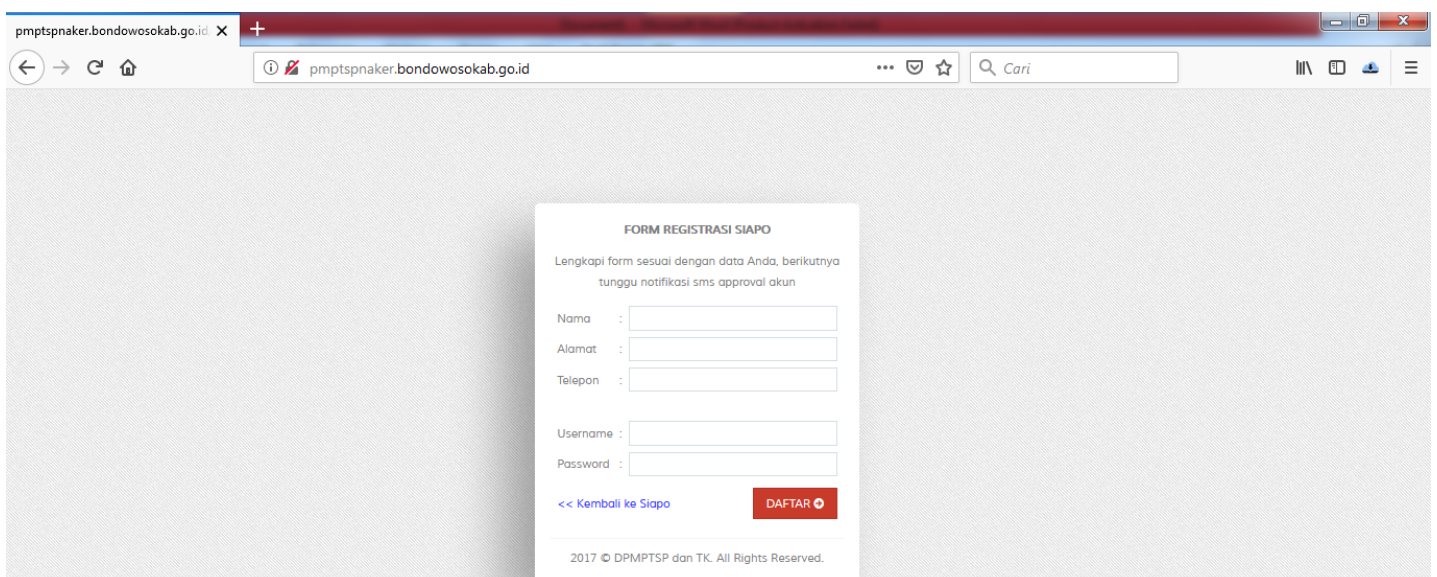 pmptspnaker.bondowosokab.go.id
pmptspnaker.bondowosokab.go.id
Cari
FORM REGISTRASI SIAPO
Lengkapi form sesuai dengan data Anda, berikutnya
tunggu notifikasi sms approval akun
Nama :
Alamat :
Telepon :
Username :
Password :
<< Kembali ke Siapo
DAFTAR
2017 © DPMPTSP dan TK. All Rights Reserved.